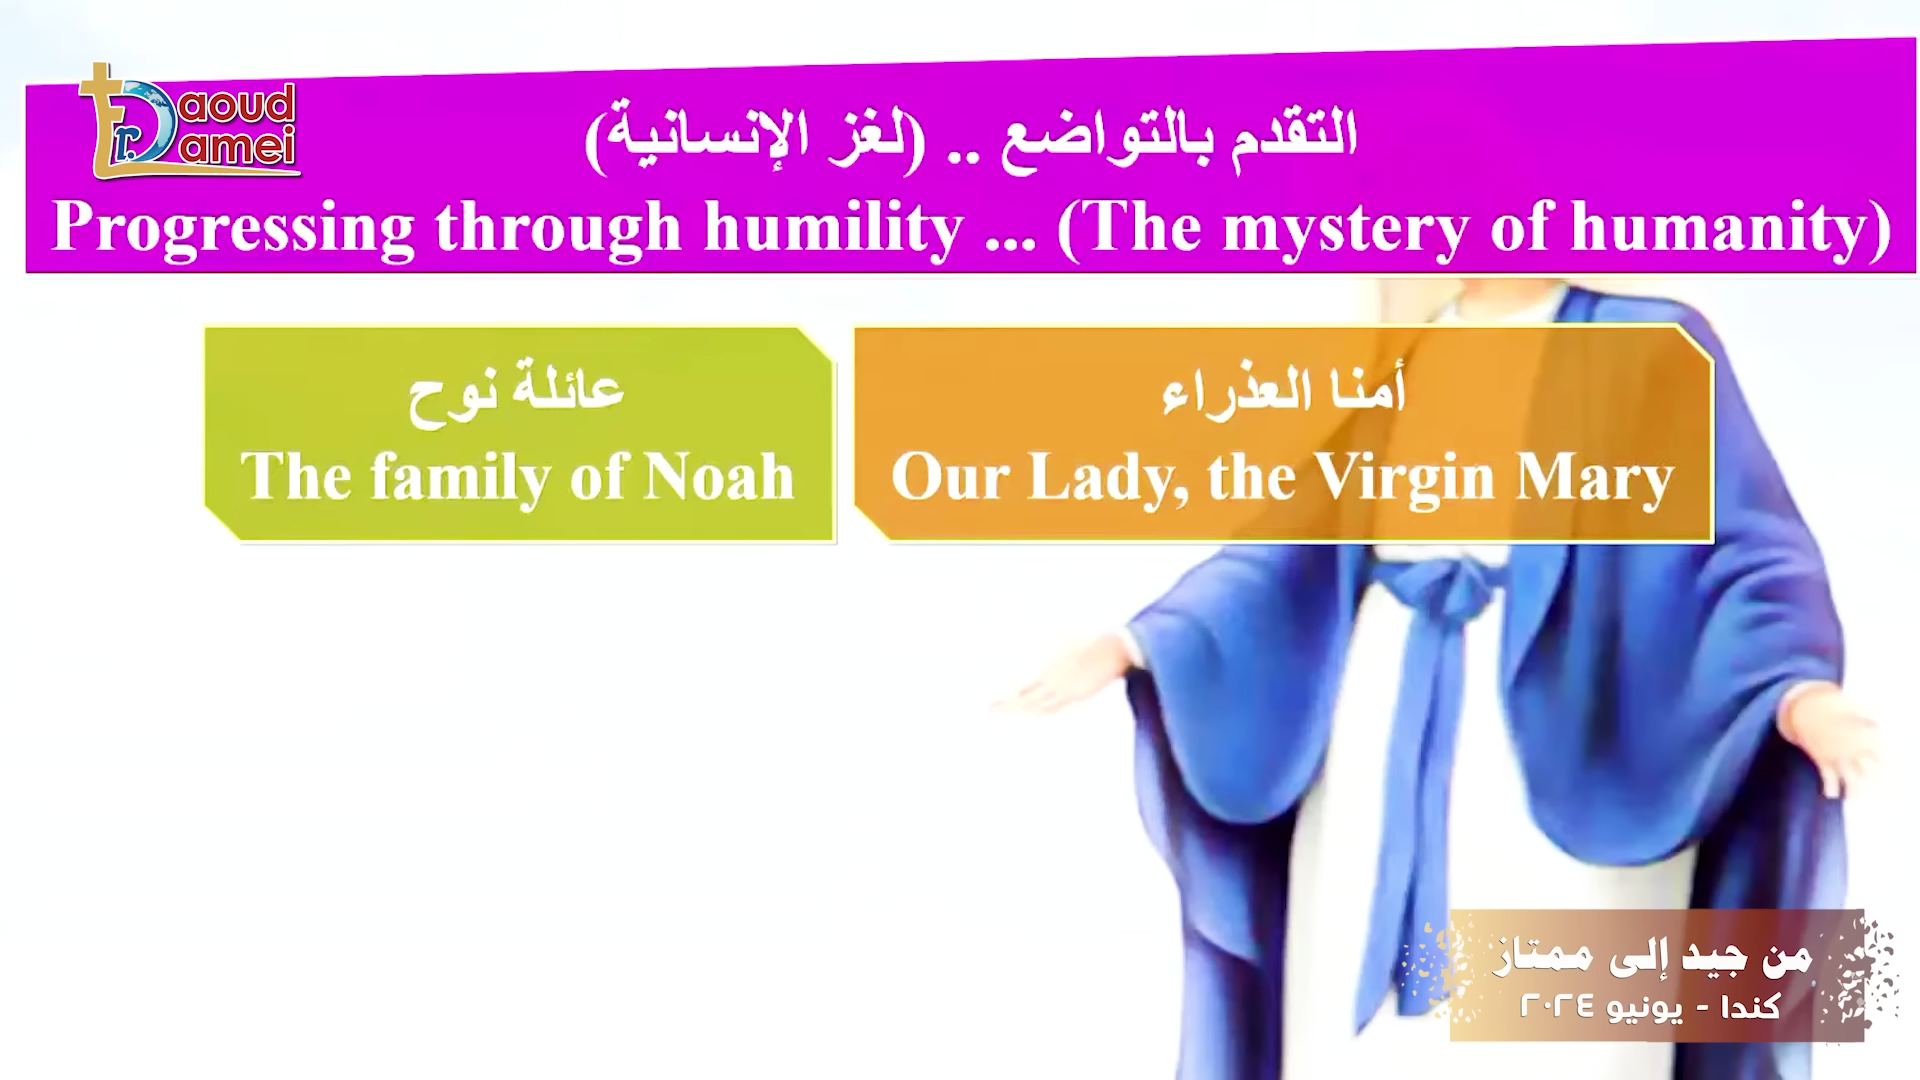 Dr. Daoud Lamei
التقدم بالتواضع .. (لغز الإنسانية)
Progressing through humility ... (The mystery of humanity)
أمنا العذراء
Our Lady, the Virgin Mary
عائلة نوح
The family of Noah
من جيد إلى ممتاز
كندا - يونيو ٢٠٢٤